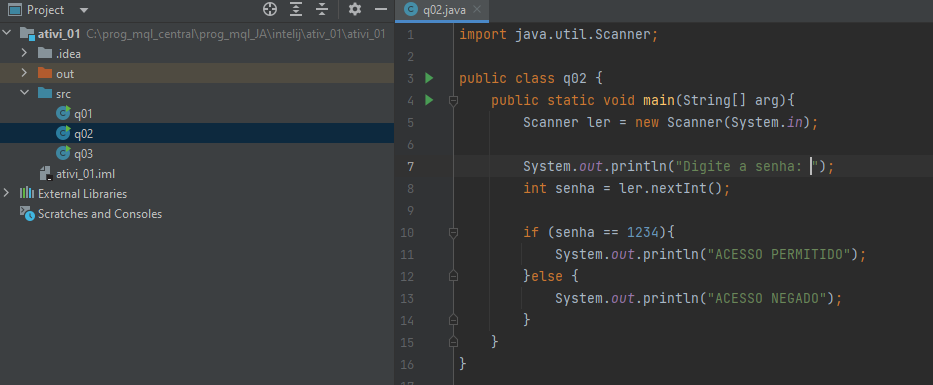 Project
ativi_01 C:\prog_mql_central\prog_mql_JA\intelij\ativ_01\ativi_01
.idea
out
src
q01
q02
q03
ativi_01.iml
External Libraries
Scratches and Consoles
q02.java
1 import java.util.Scanner;
2
3 public class q02 {
4 public static void main(String[] arg){
5 Scanner ler = new Scanner(System.in);
6
7 System.out.println("Digite a senha: ");
8 int senha = ler.nextInt();
9
10 if (senha == 1234){
11 System.out.println("ACESSO PERMITIDO");
12 }else {
13 System.out.println("ACESSO NEGADO");
14 }
15 }
16 }
17